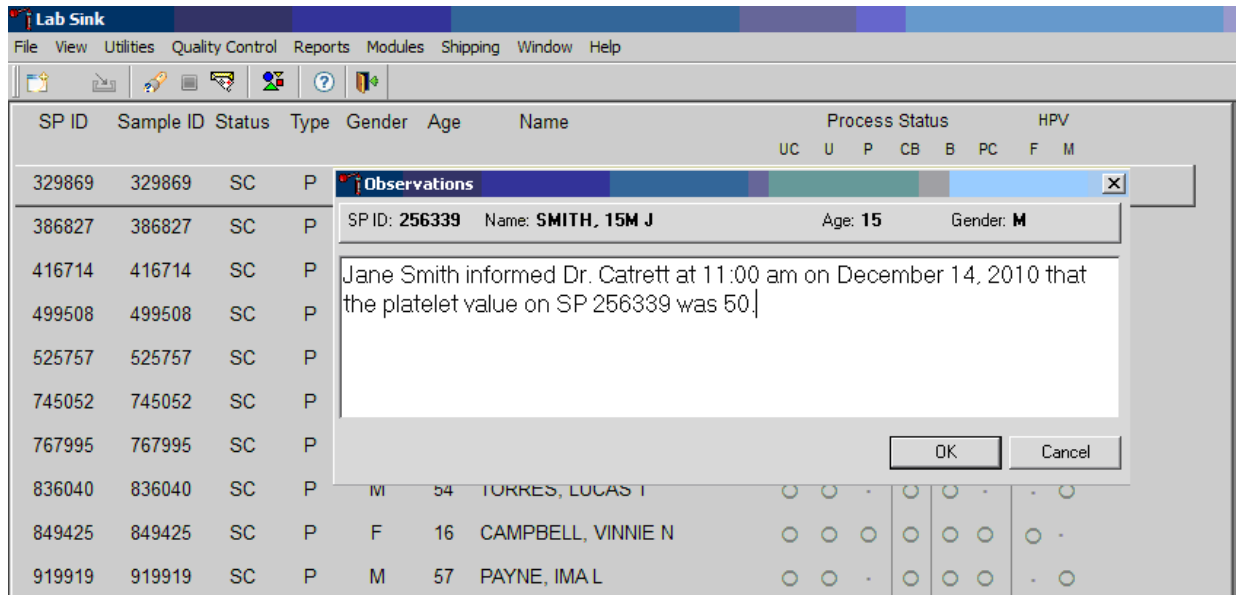 Lab Sink
File View Utilities Quality Control Reports Modules Shipping Window Help
SP ID Sample ID Status Type Gender Age Name Process Status HPV
UC U P CB B PC F M
329869 329869 SC P
Observations
SP ID: 256339 Name: SMITH, 15M J Age: 15 Gender: M
386827 386827 SC P
416714 416714 SC P
Jane Smith informed Dr. Catrett at 11:00 am on December 14, 2010 that
the platelet value on SP 256339 was 50.
499508 499508 SC P
525757 525757 SC P
745052 745052 SC P
767995 767995 SC P
OK Cancel
836040 836040 SC P M 54 TORRES, LUCAS T
849425 849425 SC P F 16 CAMPBELL, VINNIE N
919919 919919 SC P M 57 PAYNE, IMA L